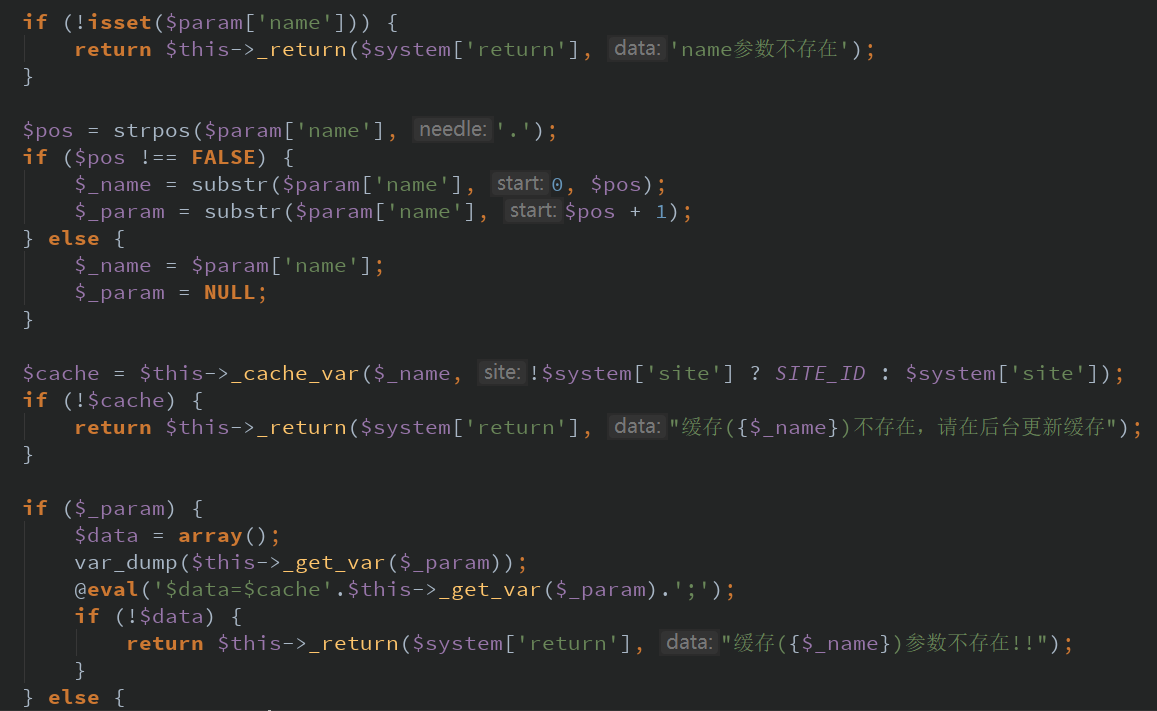 if (!isset($param['name'])) {
return $this->_return($system['return'], data: 'name参数不存在');
}
$pos = strpos($param['name'], needle: '.');
if ($pos !== FALSE) {
$_name = substr($param['name'], start: 0, $pos);
$_param = substr($param['name'], start: $pos + 1);
} else {
$_name = $param['name'];
$_param = NULL;
}
$cache = $this->_cache_var($_name, site: !$system['site'] ? SITE_ID : $system['site']);
if (!$cache) {
return $this->_return($system['return'], data: "缓存({$_name})不存在，请在后台更新缓存");
}
if ($_param) {
$data = array();
var_dump($this->_get_var($_param));
@eval('$data=$cache'.$this->_get_var($_param).';');
if (!$data) {
return $this->_return($system['return'], data: "缓存({$_name})参数不存在!!");
}
} else {